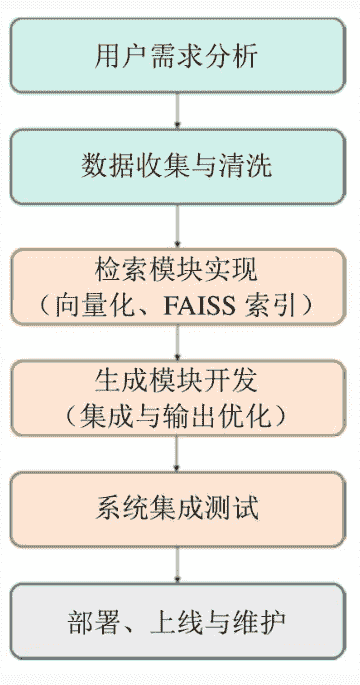 用户需求分析
数据收集与清洗
检索模块实现
（向量化、FAISS 索引）
生成模块开发
（集成与输出优化）
系统集成测试
部署、上线与维护